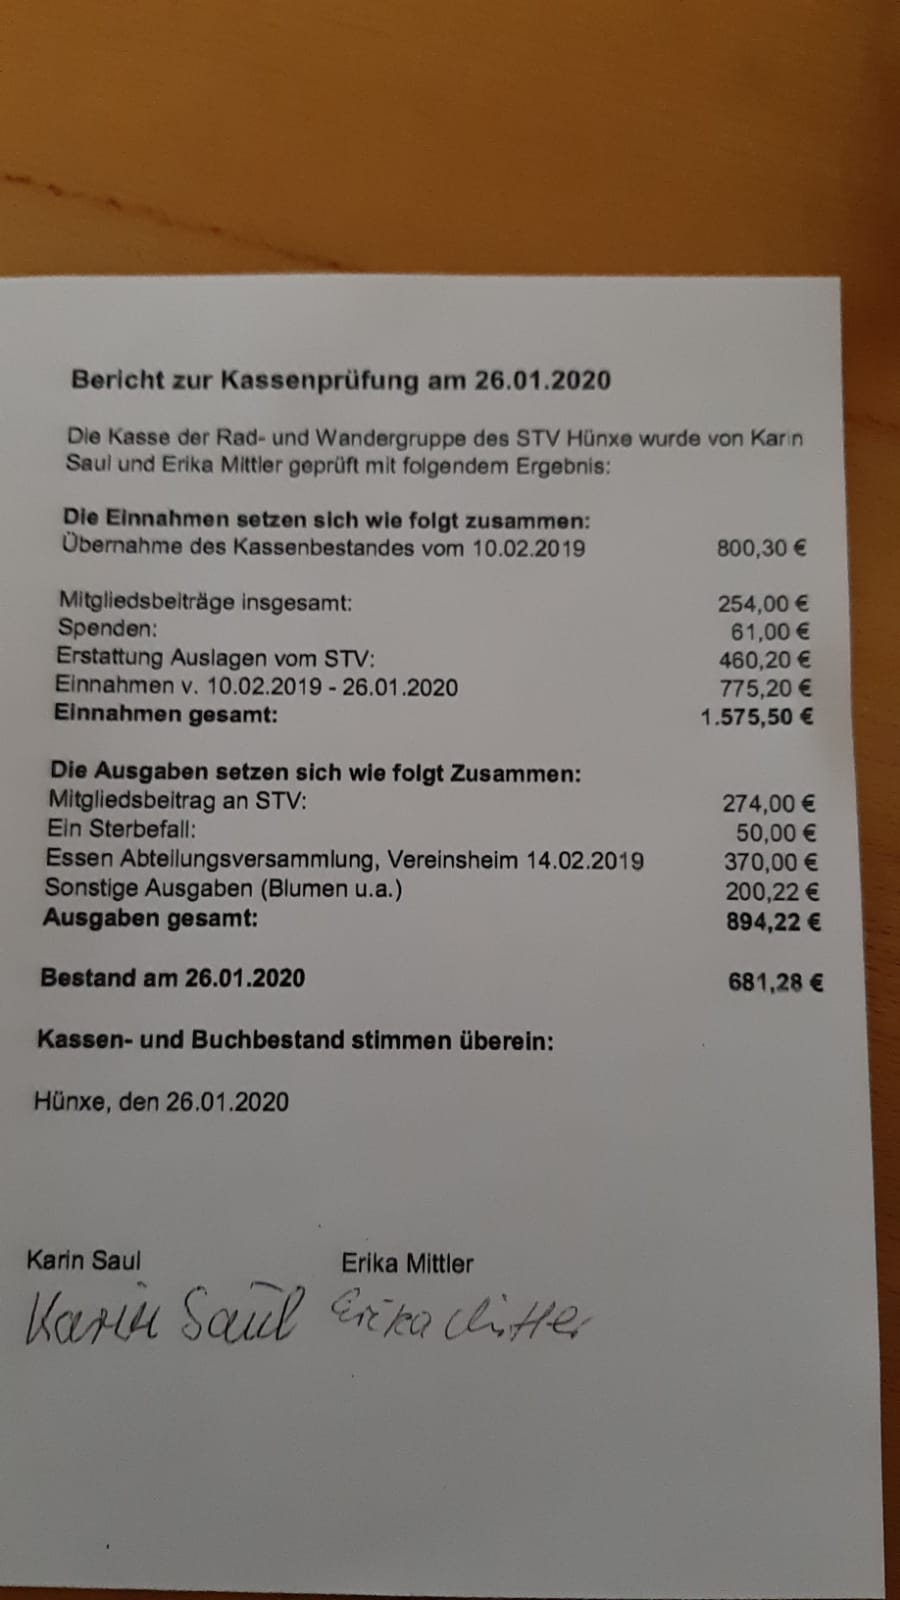 Bericht zur Kassenprüfung am 26.01.2020
Die Kasse der Rad- und Wandergruppe des STV Hünxe wurde von Karin
Saul und Erika Mittler geprüft mit folgendem Ergebnis:
Die Einnahmen setzen sich wie folgt zusammen:
Übernahme des Kassenbestandes vom 10.02.2019 800,30 €
Mitgliedsbeiträge insgesamt: 254,00 €
Spenden: 61,00 €
Erstattung Auslagen vom STV: 460,20 €
Einnahmen v. 10.02.2019 - 26.01.2020 775,20 €
Einnahmen gesamt: 1.575,50 €
Die Ausgaben setzen sich wie folgt Zusammen:
Mitgliedsbeitrag an STV: 274,00 €
Ein Sterbefall: 50,00 €
Essen Abteilungsversammlung, Vereinsheim 14.02.2019 370,00 €
Sonstige Ausgaben (Blumen u.a.) 200,22 €
Ausgaben gesamt: 894,22 €
Bestand am 26.01.2020 681,28 €
Kassen- und Buchbestand stimmen überein:
Hünxe, den 26.01.2020
Karin Saul Erika Mittler
Karin Saul Erika Mittler